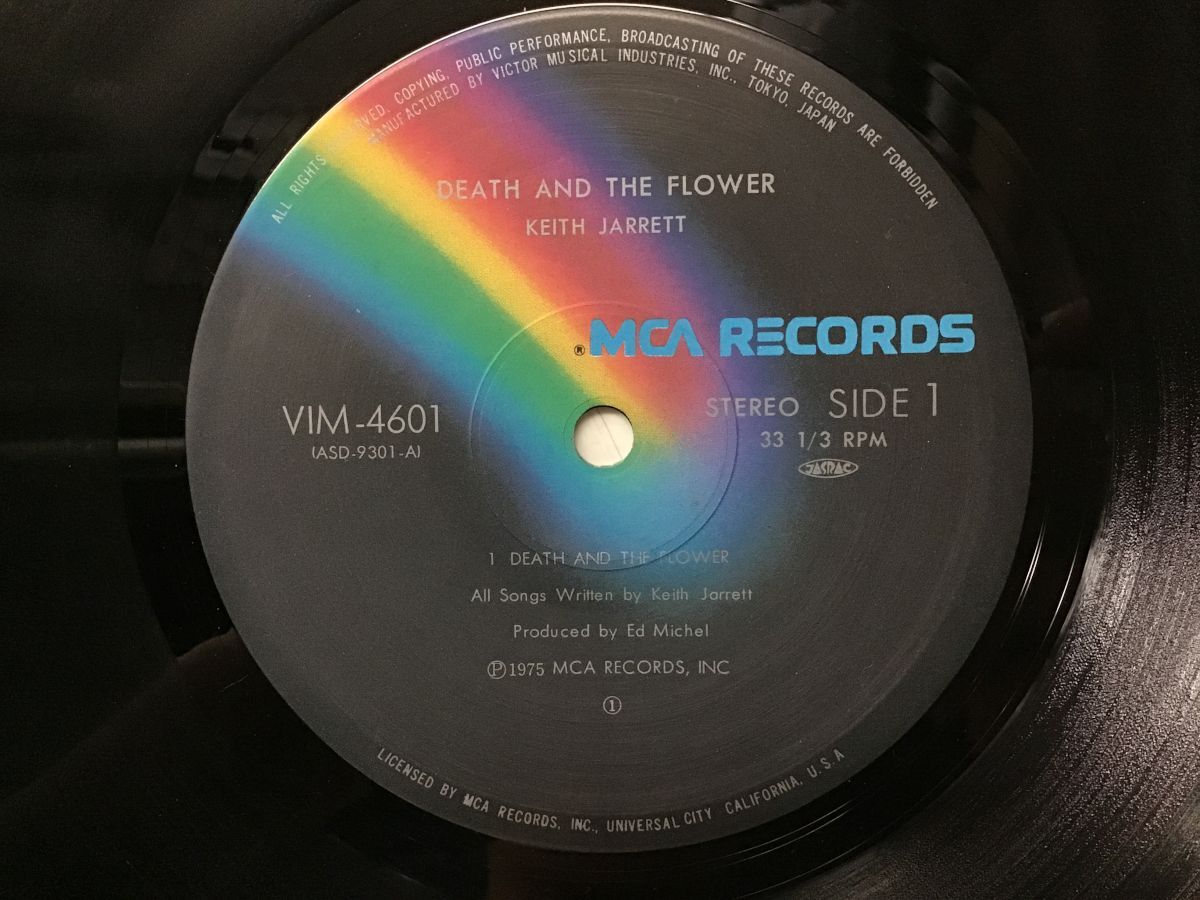 ALL RIGHTS RESERVED. COPYING, PUBLIC PERFORMANCE, BROADCASTING OF THESE RECORDS ARE FORBIDDEN
MANUFACTURED BY VICTOR MUSICAL INDUSTRIES, INC., TOKYO, JAPAN
DEATH AND THE FLOWER
KEITH JARRETT
® MCA RECORDS
VIM-4601
(ASD-9301-A)
STEREO SIDE 1
33 1/3 RPM
JASRAC
1 DEATH AND THE FLOWER
All Songs Written by Keith Jarrett
Produced by Ed Michel
Ⓟ1975 MCA RECORDS, INC
①
LICENSED BY MCA RECORDS, INC., UNIVERSAL CITY CALIFORNIA, U.S.A